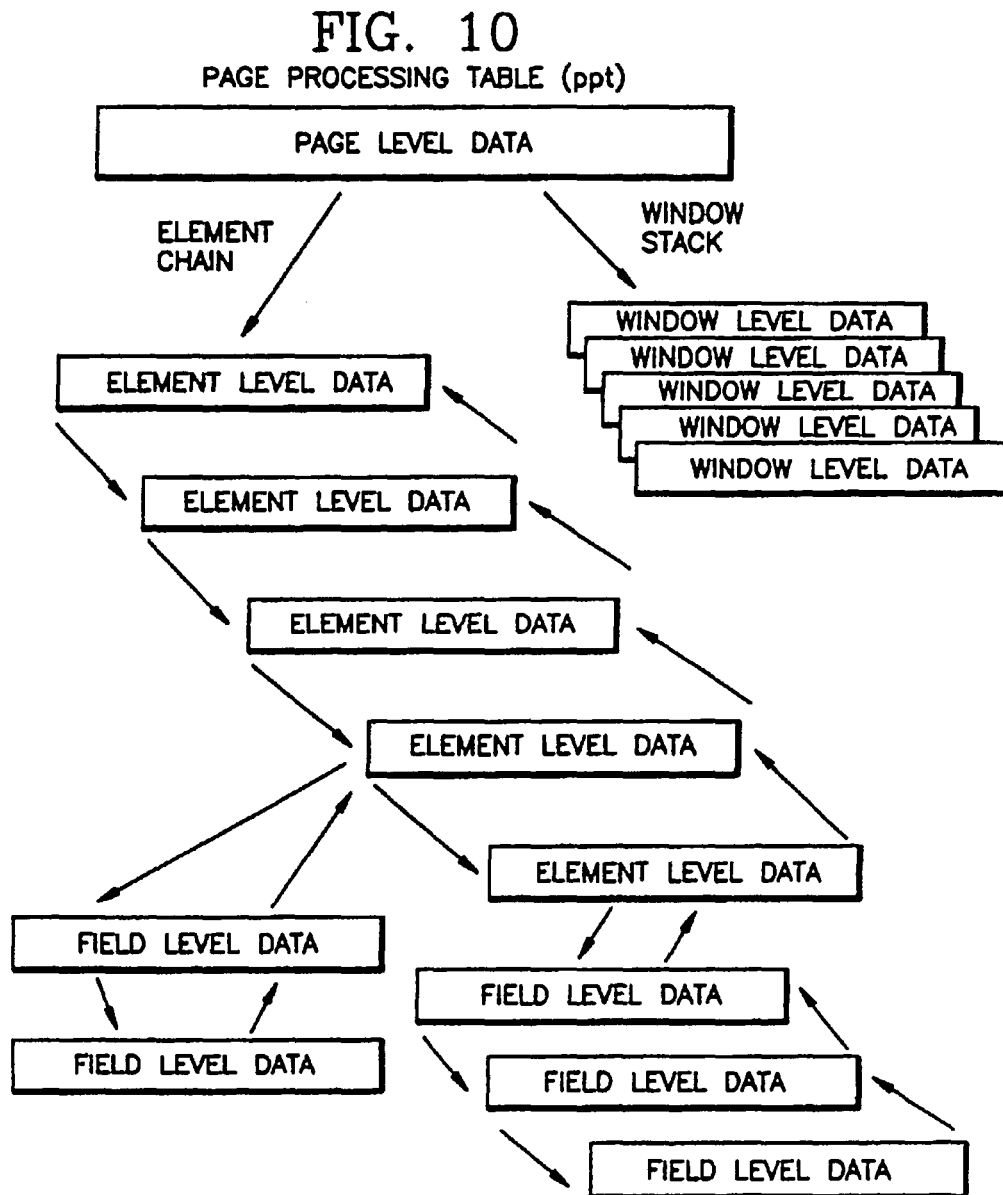 FIG. 10
PAGE PROCESSING TABLE (ppt)
PAGE LEVEL DATA
ELEMENT
CHAIN
WINDOW
STACK
WINDOW LEVEL DATA
WINDOW LEVEL DATA
WINDOW LEVEL DATA
WINDOW LEVEL DATA
WINDOW LEVEL DATA
ELEMENT LEVEL DATA
ELEMENT LEVEL DATA
ELEMENT LEVEL DATA
ELEMENT LEVEL DATA
ELEMENT LEVEL DATA
FIELD LEVEL DATA
FIELD LEVEL DATA
FIELD LEVEL DATA
FIELD LEVEL DATA
FIELD LEVEL DATA